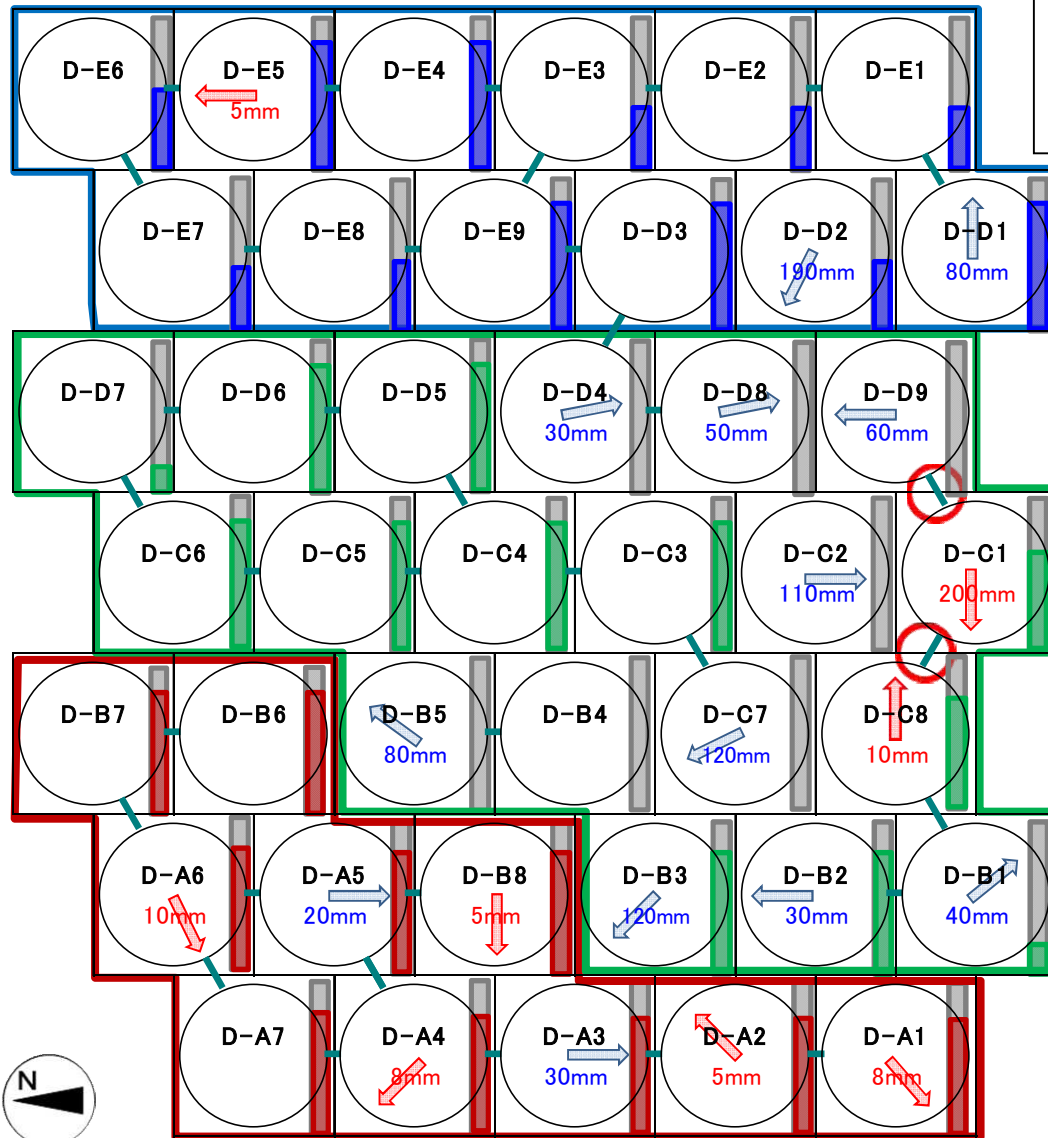 D-E6
D-E5
5mm
D-E4
D-E3
D-E2
D-E1
D-E7
D-E8
D-E9
D-D3
D-D2
190mm
D-D1
80mm
D-D7
D-D6
D-D5
D-D4
30mm
D-D8
50mm
D-D9
60mm
D-C6
D-C5
D-C4
D-C3
D-C2
110mm
D-C1
200mm
D-B7
D-B6
D-B5
80mm
D-B4
D-C7
120mm
D-C8
10mm
D-A6
10mm
D-A5
20mm
D-B8
5mm
D-B3
120mm
D-B2
30mm
D-B1
40mm
D-A7
D-A4
8mm
D-A3
30mm
D-A2
5mm
D-A1
8mm
N